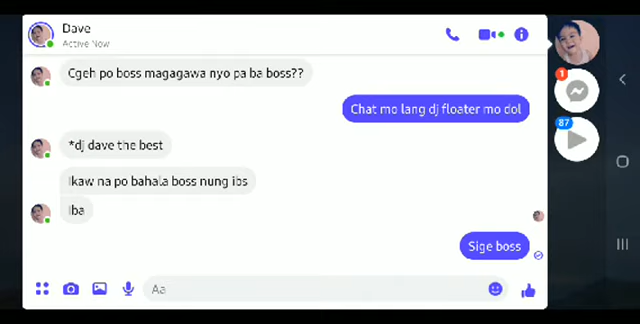 Dave
Active Now
Cgeh po boss magagawa nyo pa ba boss??
Chat mo lang dj floater mo dol
*dj dave the best
Ikaw na po bahala boss nung ibs
Iba
Sige boss
Aa
1
87